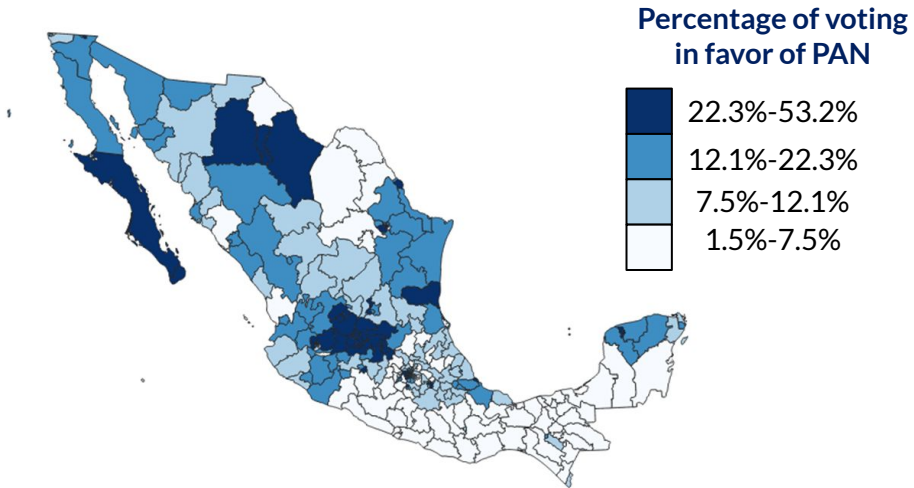 Percentage of voting
in favor of PAN
22.3%-53.2%
12.1%-22.3%
7.5%-12.1%
1.5%-7.5%